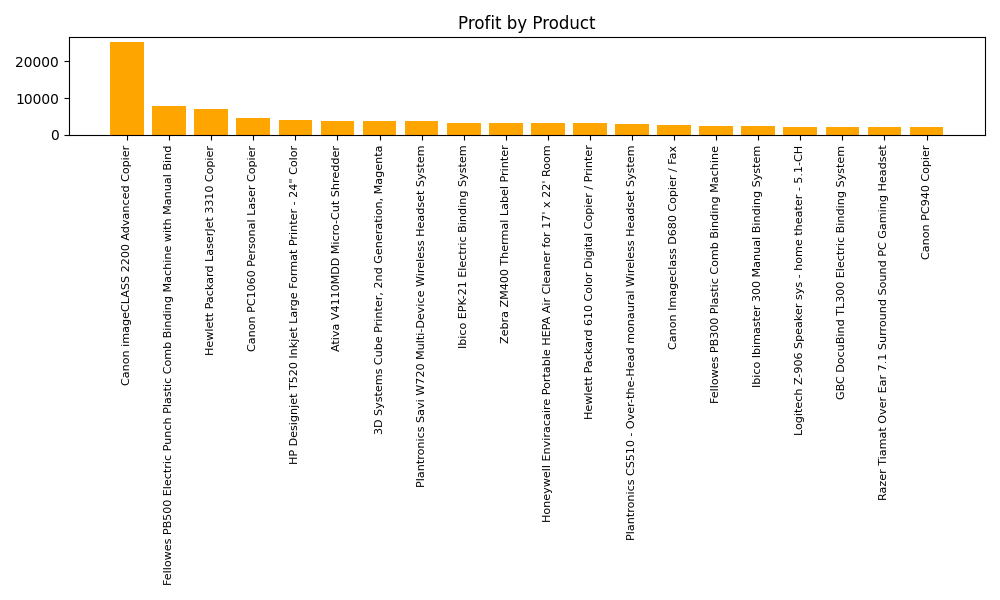 Profit by Product
20000
10000
0
Canon imageCLASS 2200 Advanced Copier
Fellowes PB500 Electric Punch Plastic Comb Binding Machine with Manual Bind
Hewlett Packard LaserJet 3310 Copier
Canon PC1060 Personal Laser Copier
HP Designjet T520 Inkjet Large Format Printer - 24" Color
Ativa V4110MDD Micro-Cut Shredder
3D Systems Cube Printer, 2nd Generation, Magenta
Plantronics Savi W720 Multi-Device Wireless Headset System
Ibico EPK-21 Electric Binding System
Zebra ZM400 Thermal Label Printer
Honeywell Enviracaire Portable HEPA Air Cleaner for 17' x 22' Room
Hewlett Packard 610 Color Digital Copier / Printer
Plantronics CS510 - Over-the-Head monaural Wireless Headset System
Canon Imageclass D680 Copier / Fax
Fellowes PB300 Plastic Comb Binding Machine
Ibico Ibimaster 300 Manual Binding System
Logitech Z-906 Speaker sys - home theater - 5.1-CH
GBC DocuBind TL300 Electric Binding System
Razer Tiamat Over Ear 7.1 Surround Sound PC Gaming Headset
Canon PC940 Copier